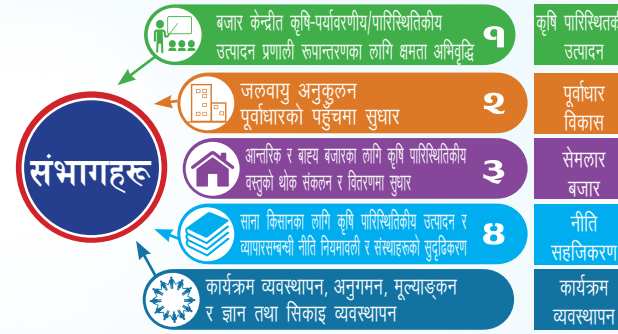 संभागहरू
बजार केन्द्रीत कृषि-पर्यावरणीय/पारिस्थितिकीय
उत्पादन प्रणाली रूपान्तरणका लागि क्षमता अभिवृद्धि
१
जलवायु अनुकुलन
पूर्वाधारको पहुँचमा सुधार
२
आन्तरिक र बाह्य बजारका लागि कृषि पारिस्थितिकीय
वस्तुको थोक संकलन र वितरणमा सुधार
३
साना किसानका लागि कृषि पारिस्थितिकीय उत्पादन र
व्यापारसम्बन्धी नीति नियमावली र संस्थाहरूको सुदृढिकरण
४
कार्यक्रम व्यवस्थापन, अनुगमन, मूल्याङ्कन
र ज्ञान तथा सिकाइ व्यवस्थापन
कृषि
उत्पादन
पूर्वाधार
विकास
सेमलार
बजार
नीति
सहजिकरण
कार्यक्रम
व्यवस्थापन